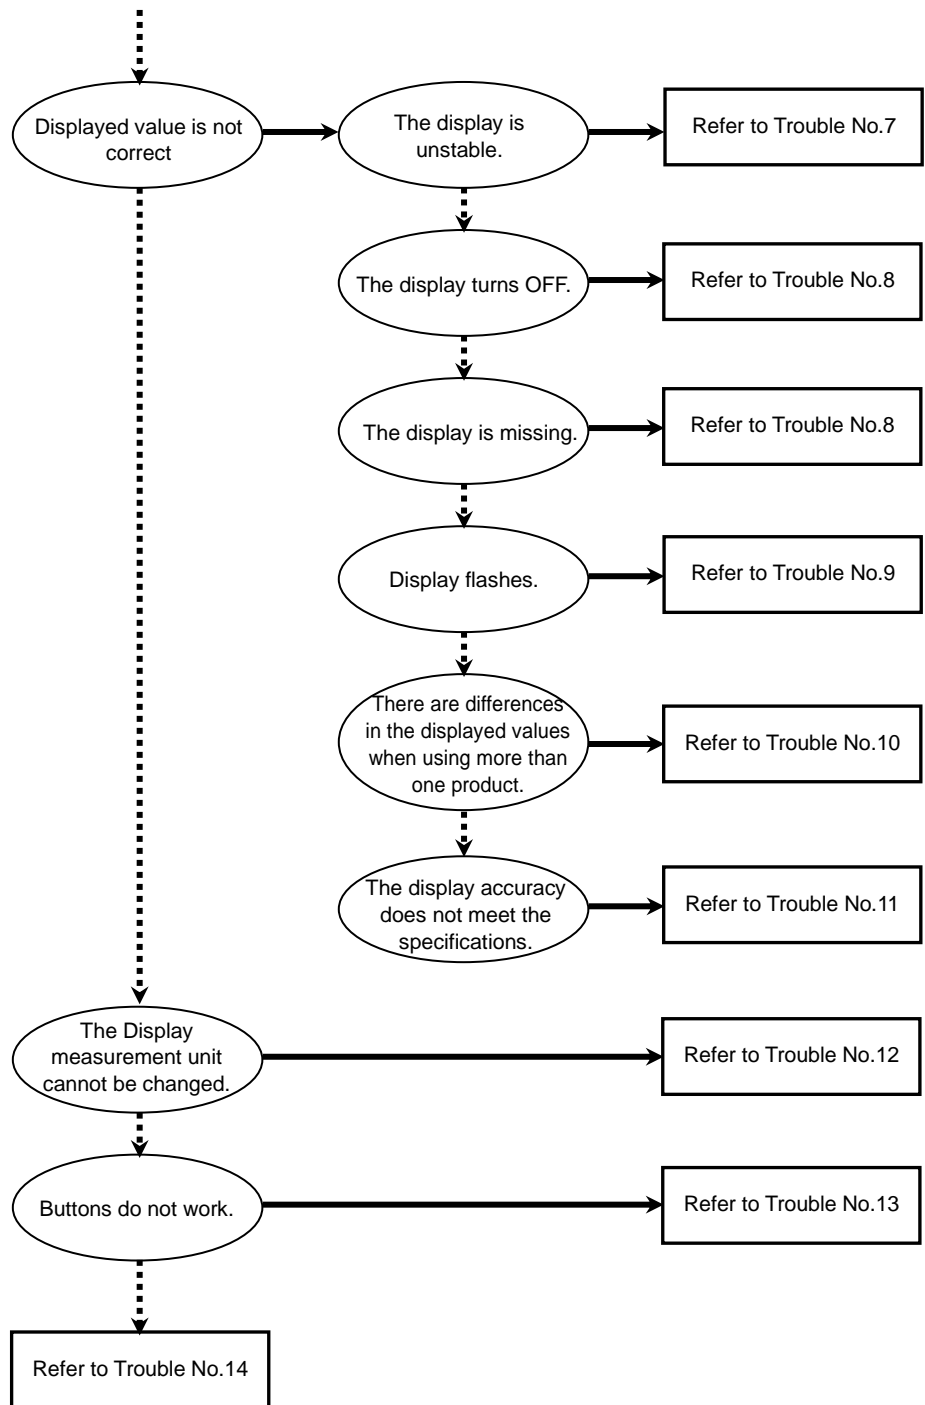 Displayed value is not
correct
The display is
unstable.
Refer to Trouble No.7
The display turns OFF.
Refer to Trouble No.8
The display is missing.
Refer to Trouble No.8
Display flashes.
Refer to Trouble No.9
There are differences
in the displayed values
when using more than
one product.
Refer to Trouble No.10
The display accuracy
does not meet the
specifications.
Refer to Trouble No.11
The Display
measurement unit
cannot be changed.
Refer to Trouble No.12
Buttons do not work.
Refer to Trouble No.13
Refer to Trouble No.14